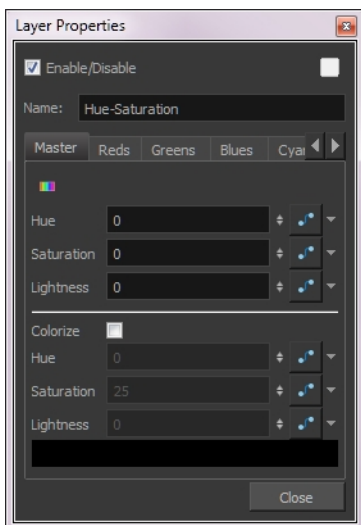 Layer Properties
Enable/Disable
Name: Hue-Saturation
Master Reds Greens Blues Cyan
Hue 0
Saturation 0
Lightness 0
Colorize
Hue 0
Saturation 25
Lightness 0
Close